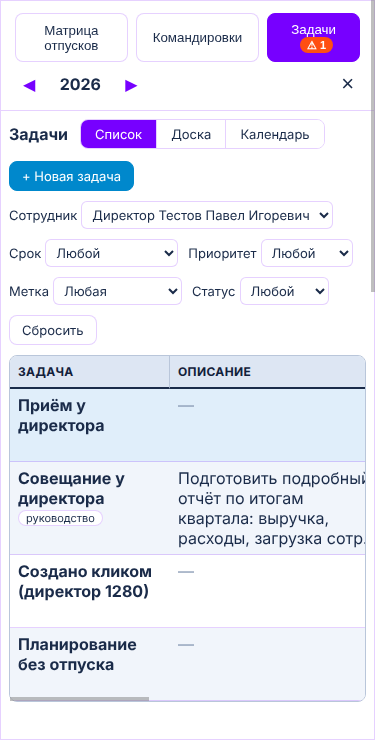 Матрица
отпусков
Командировки
Задачи
⚠ 1
◀ 2026 ▶ ×
Задачи Список Доска Календарь
+ Новая задача
Сотрудник Директор Тестов Павел Игоревич
Срок Любой Приоритет Любой
Метка Любая Статус Любой
Сбросить
ЗАДАЧА ОПИСАНИЕ
Приём у —
директора
Совещание у
директора
руководство
Подготовить подробный
отчёт по итогам
квартала: выручка,
расходы, загрузка сотр.
Создано кликом —
(директор 1280)
Планирование —
без отпуска